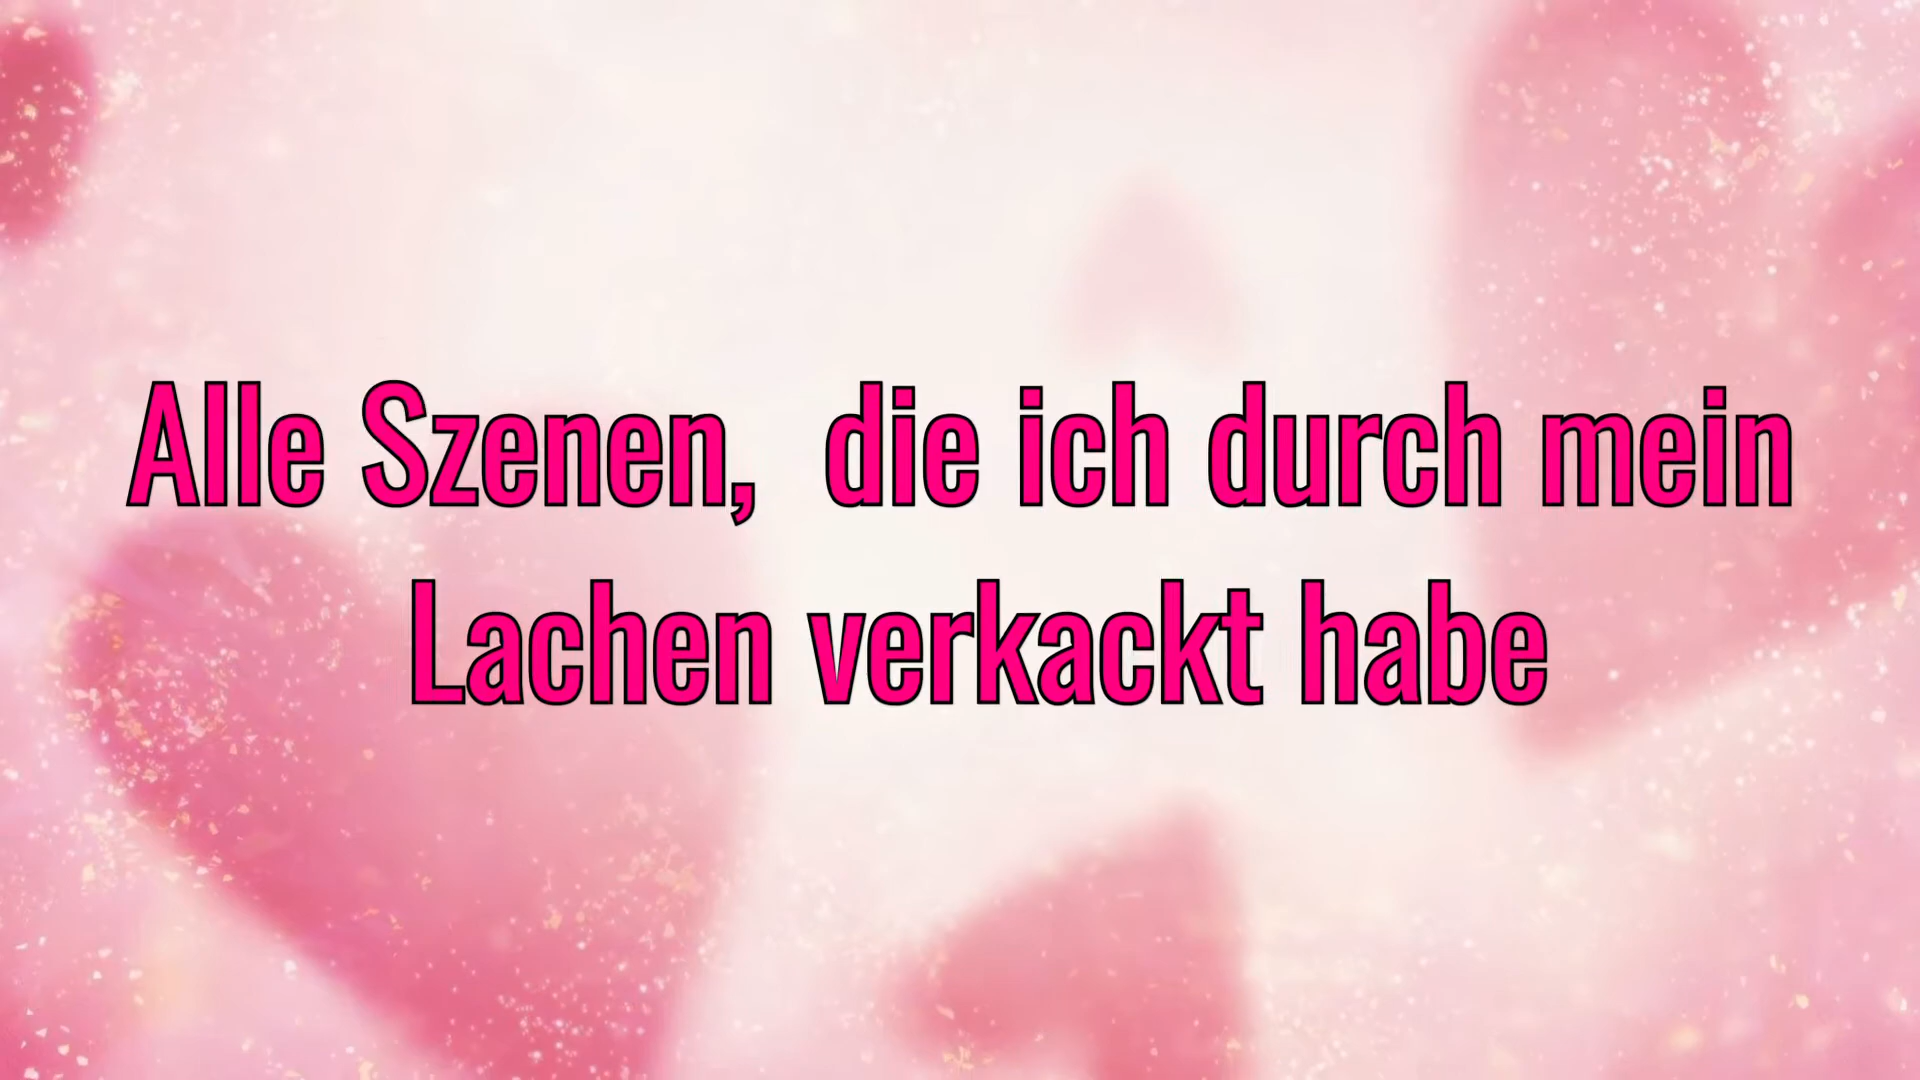 Alle Szenen,  die ich durch mein
Lachen verkackt habe